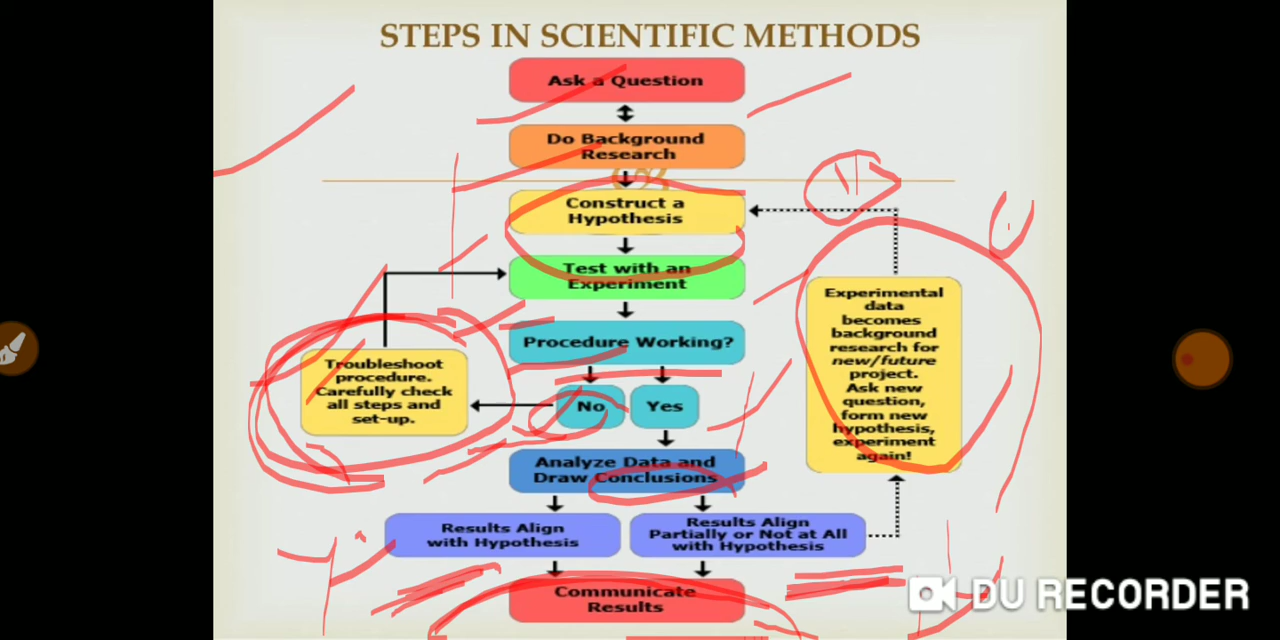 STEPS IN SCIENTIFIC METHODS
Ask a Question
Do Background
Research
Construct a
Hypothesis
Test with an
Experiment
Procedure Working?
No
Yes
Troubleshoot
procedure.
Carefully check
all steps and
set-up.
Analyze Data and
Draw Conclusions
Results Align
with Hypothesis
Results Align
Partially or Not at All
with Hypothesis
Experimental
data
becomes
background
research for
new/future
project.
Ask new
question,
form new
hypothesis,
experiment
again!
Communicate
Results
DU RECORDER